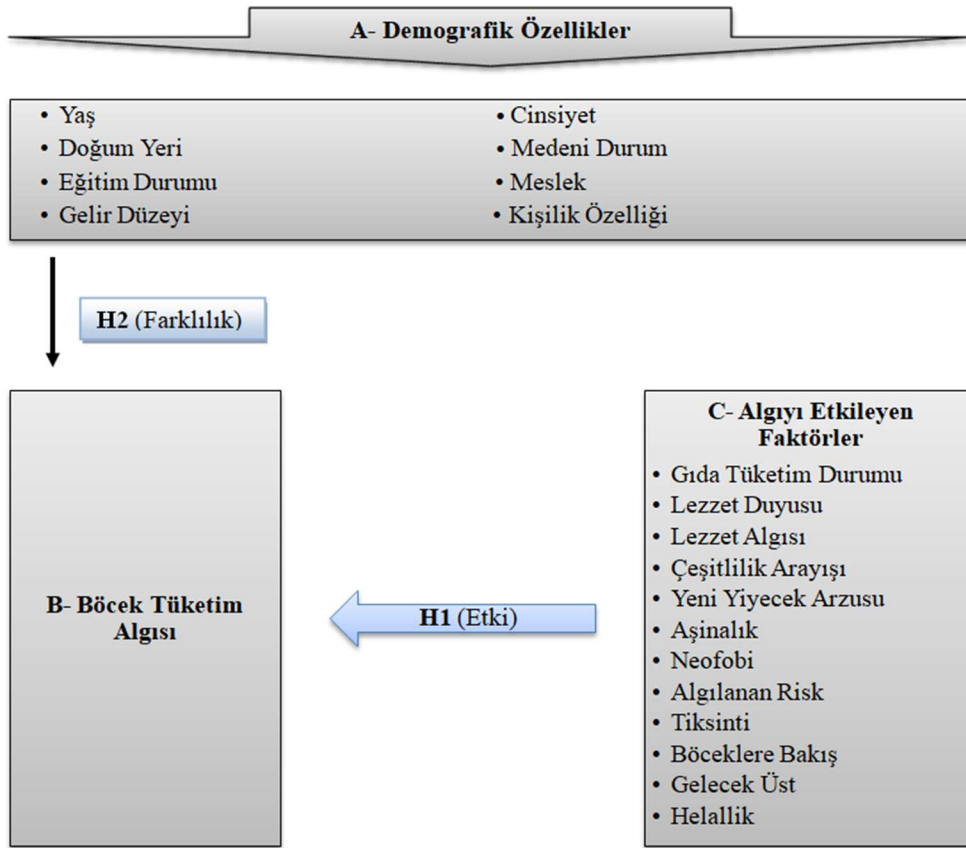 A- Demografik Özellikler
• Yaş
• Doğum Yeri
• Eğitim Durumu
• Gelir Düzeyi
• Cinsiyet
• Medeni Durum
• Meslek
• Kişilik Özelliği
H2 (Farklılık)
B- Böcek Tüketim
Algısı
H1 (Etki)
C- Algıyı Etkileyen
Faktörler
• Gıda Tüketim Durumu
• Lezzet Duyusu
• Lezzet Algısı
• Çeşitlilik Arayışı
• Yeni Yiyecek Arzusu
• Aşinalık
• Neofobi
• Algılanan Risk
• Tiksinti
• Böceklere Bakış
• Gelecek Üst
• Helallik